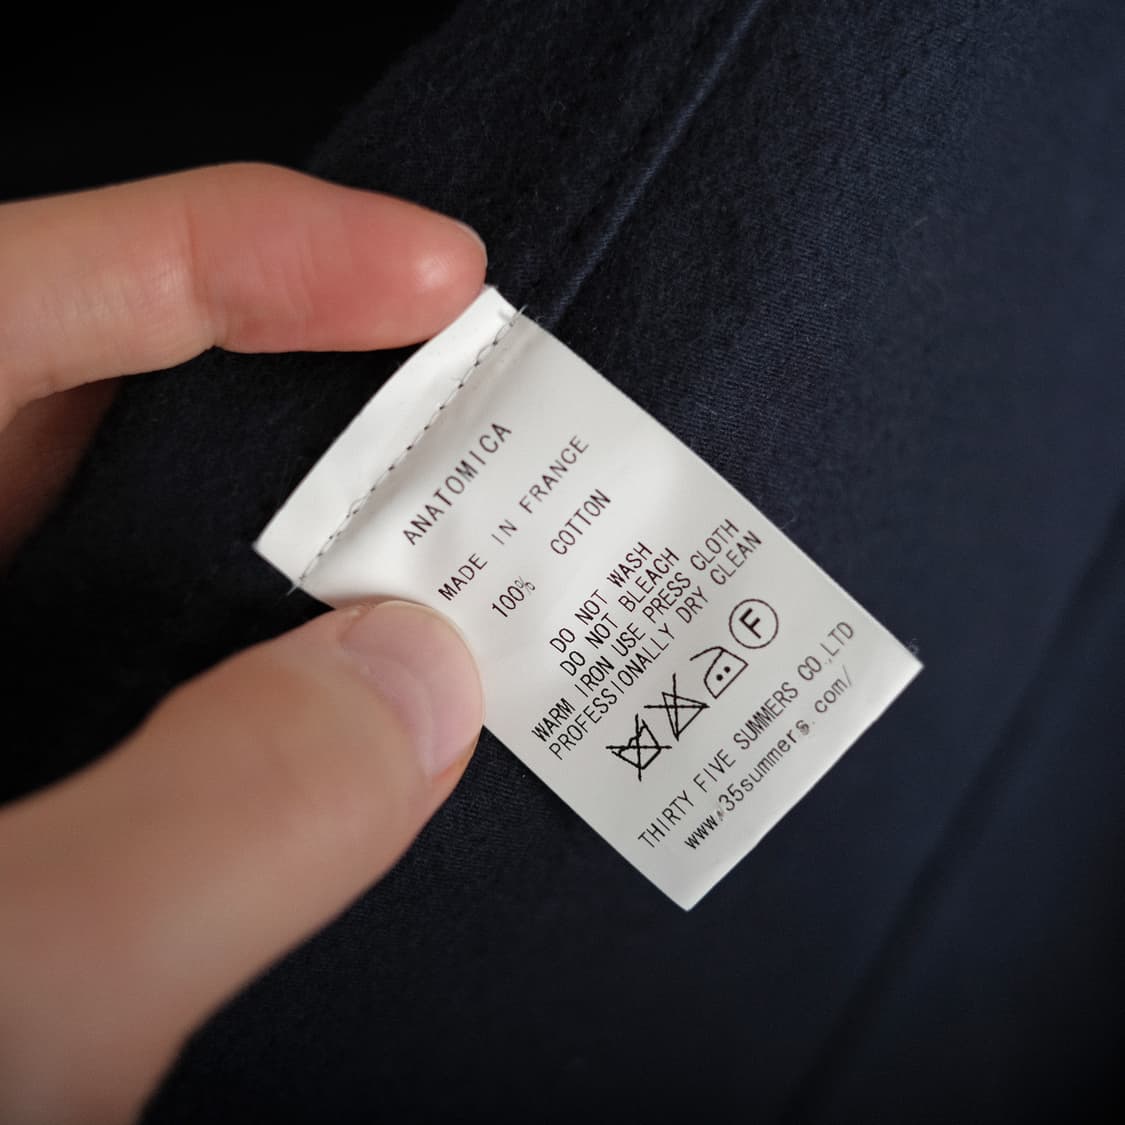 ANATOMICA
MADE IN FRANCE
100% COTTON
DO NOT WASH
DO NOT BLEACH
WARM IRON USE PRESS CLOTH
PROFESSIONALLY DRY CLEAN
F
THIRTY FIVE SUMMERS CO.,LTD
www.35summers.com/